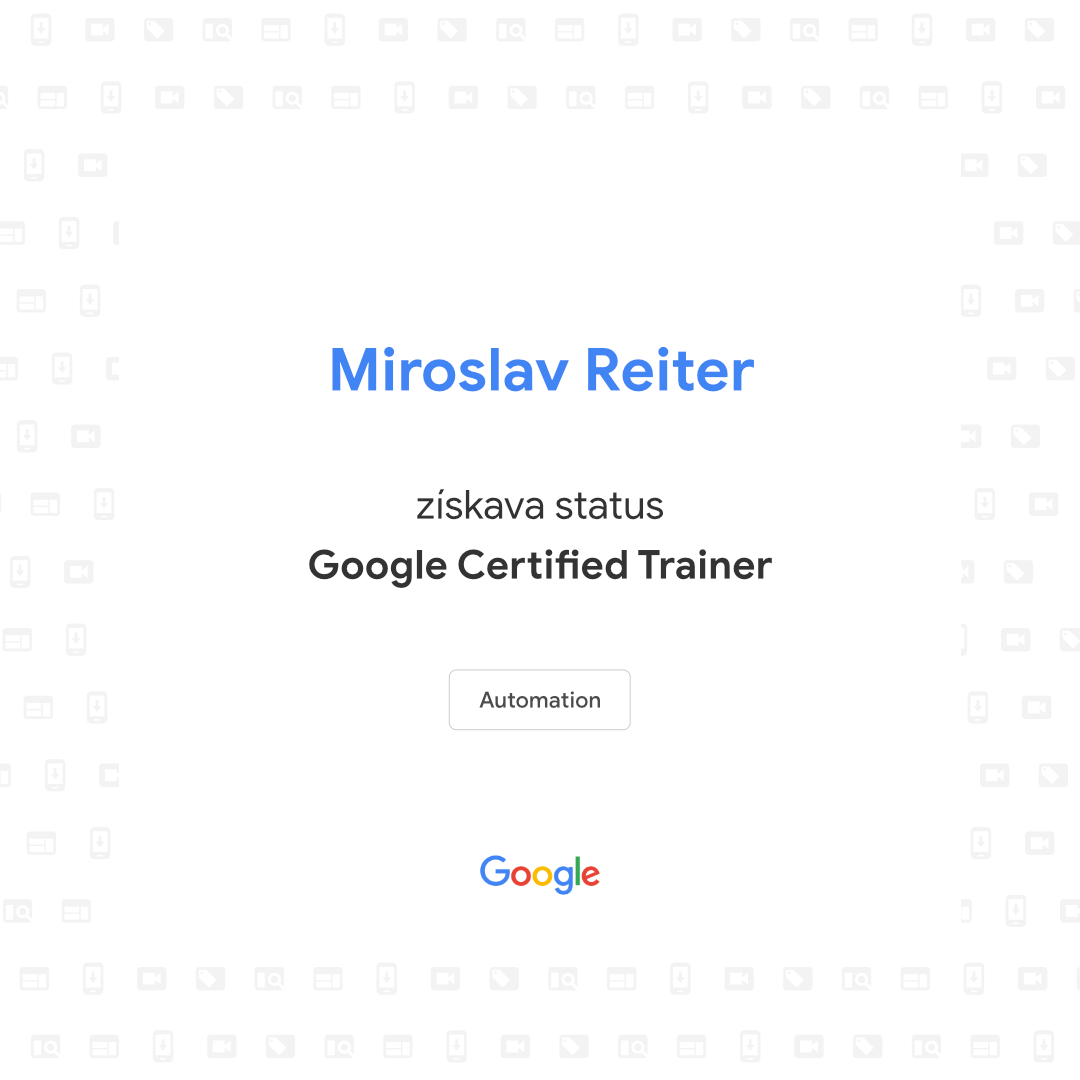 Miroslav Reiter
získava status
Google Certified Trainer
Automation
Google